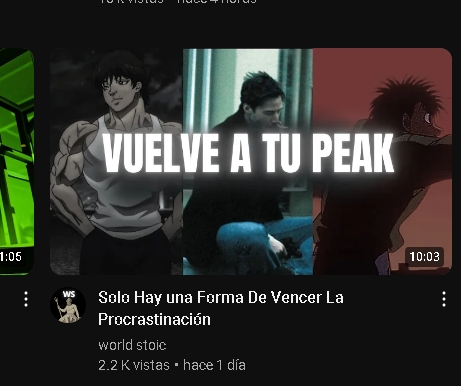 10 K vistas • hace 4 horas
VUELVE A TU PEAK
1:05
10:03
WS
Solo Hay una Forma De Vencer La
Procrastinación
world stoic
2.2 K vistas • hace 1 día